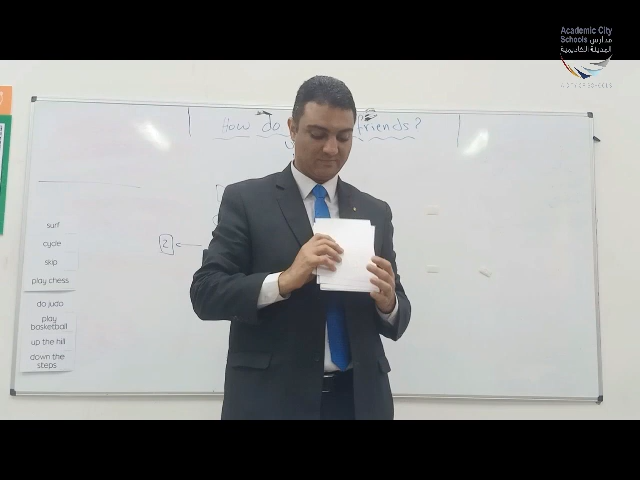 Academic City
Schools مدارس
المدينة الأكاديمية
How do
friends?
2
surf
cycle
skip
play chess
do judo
play
basketball
up the hill
down the
steps